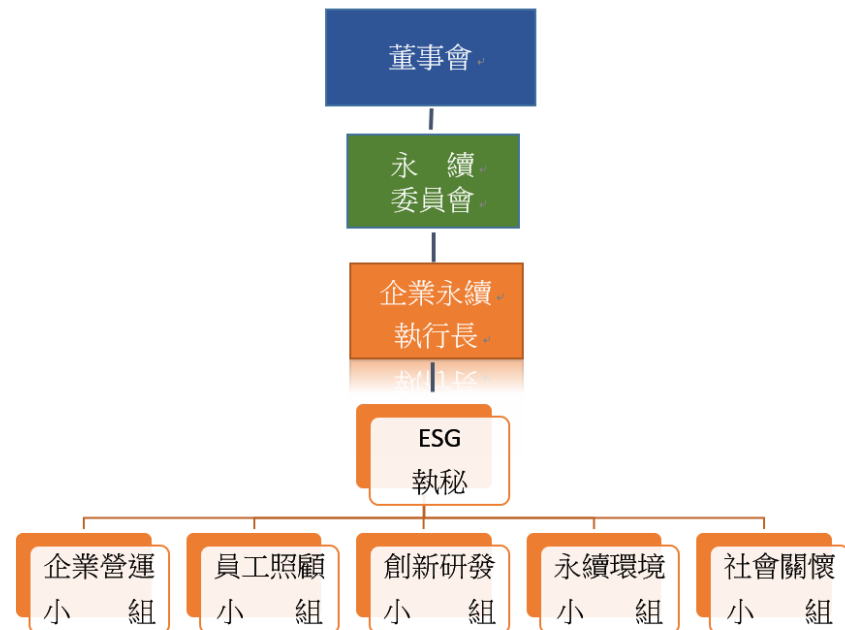 董事會
永　續
委員會
企業永續
執行長
ESG
執秘
企業營運
小　　組
員工照顧
小　　組
創新研發
小　　組
永續環境
小　　組
社會關懷
小　　組